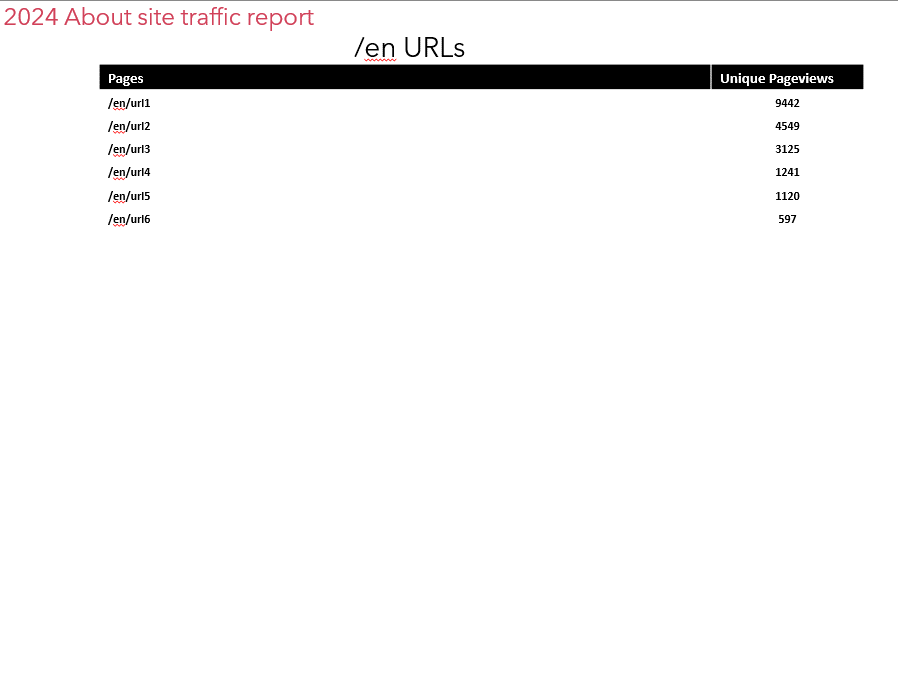 2024 About site traffic report
/en URLs
Pages Unique Pageviews
/en/url1 9442
/en/url2 4549
/en/url3 3125
/en/url4 1241
/en/url5 1120
/en/url6 597